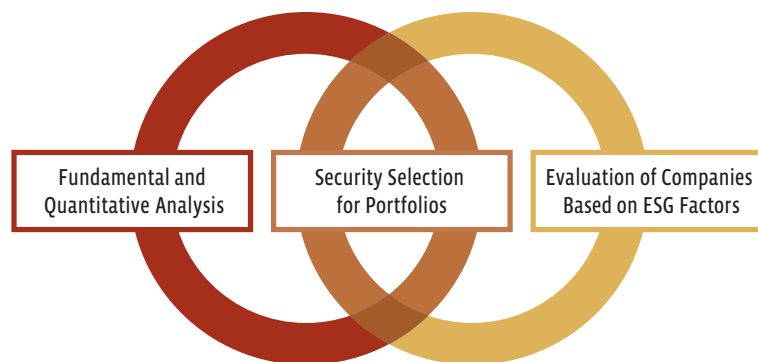 Fundamental and
Quantitative Analysis
Security Selection
for Portfolios
Evaluation of Companies
Based on ESG Factors